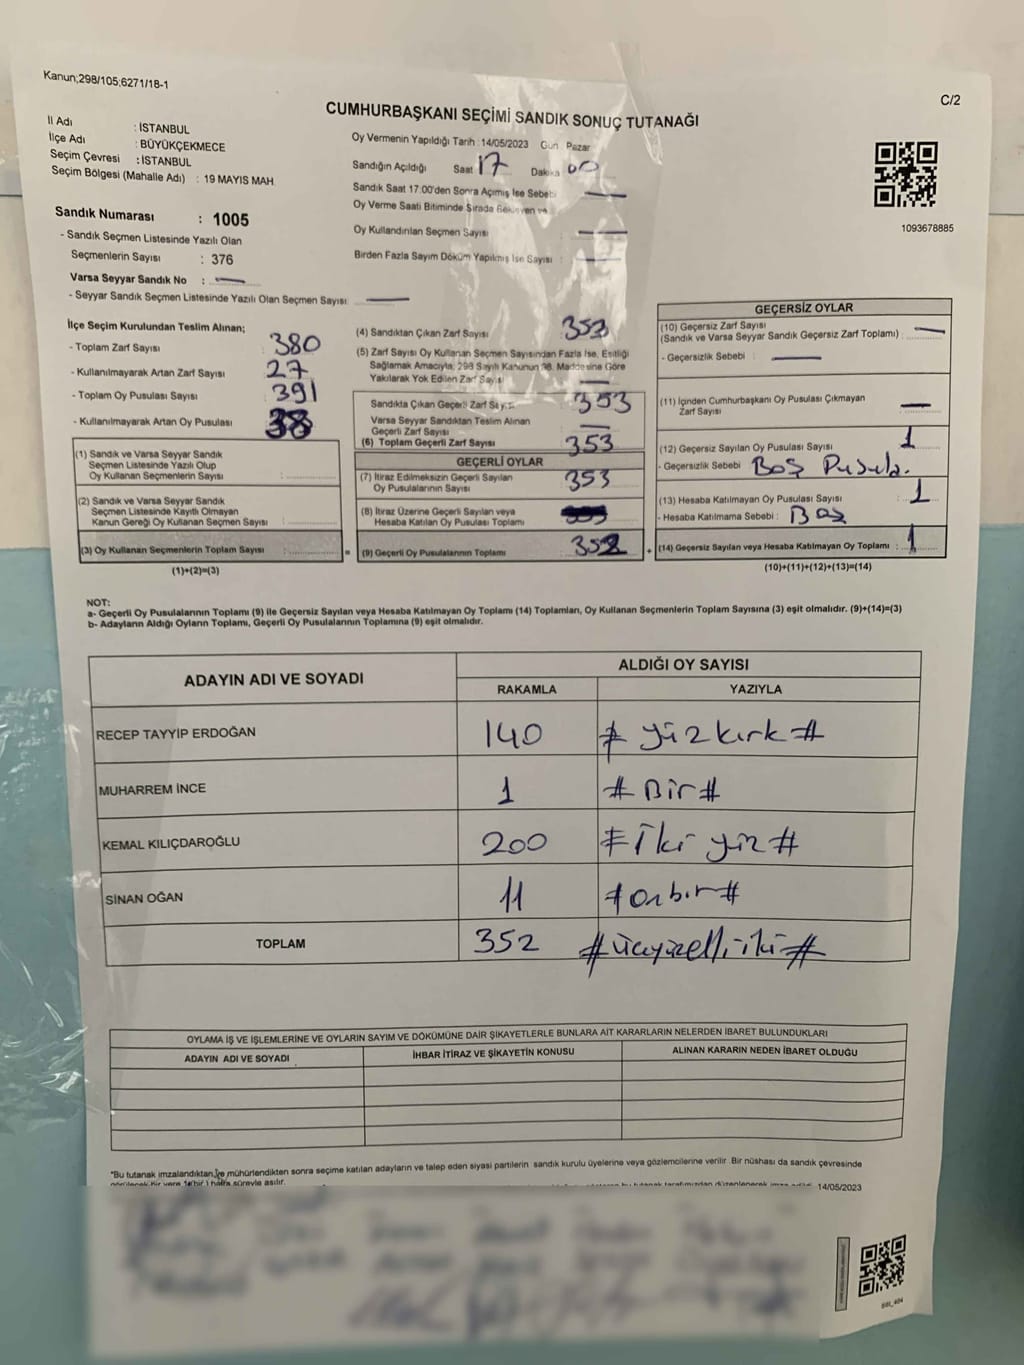 Kanun;298/105;6271/18-1
C/2
CUMHURBAŞKANI SEÇİMİ SANDIK SONUÇ TUTANAĞI
İl Adı : İSTANBUL
İlçe Adı : BÜYÜKÇEKMECE
Seçim Çevresi : İSTANBUL
Seçim Bölgesi (Mahalle Adı) : 19 MAYIS MAH.
Sandık Numarası : 1005
- Sandık Seçmen Listesinde Yazılı Olan
Seçmenlerin Sayısı : 376
Varsa Seyyar Sandık No :
- Seyyar Sandık Seçmen Listesinde Yazılı Olan Seçmen Sayısı:
Oy Vermenin Yapıldığı Tarih : 14/05/2023 Gün : Pazar
Sandığın Açıldığı Saat 17 Dakika 00
Sandık Saat 17:00'den Sonra Açımış İse Sebebi
Oy Verme Saati Bitiminde Sırada Bekleyen ve
Oy Kullandırılan Seçmen Sayısı
Birden Fazla Sayım Döküm Yapılmış İse Sayısı :
1093678885
İlçe Seçim Kurulundan Teslim Alınan;
- Toplam Zarf Sayısı : 380
- Kullanılmayarak Artan Zarf Sayısı : 27
- Toplam Oy Pusulası Sayısı : 391
- Kullanılmayarak Artan Oy Pusulası : 38
(1) Sandık ve Varsa Seyyar Sandık
Seçmen Listesinde Yazılı Olup
Oy Kullanan Seçmenlerin Sayısı :
(2) Sandık ve Varsa Seyyar Sandık
Seçmen Listesinde Kayıtlı Olmayan
Kanun Gereği Oy Kullanan Seçmen Sayısı :
(3) Oy Kullanan Seçmenlerin Toplam Sayısı : =
(1)+(2)=(3)
(4) Sandıktan Çıkan Zarf Sayısı : 353
(5) Zarf Sayısı Oy Kullanan Seçmen Sayısından Fazla İse, Eşitliği
Sağlamak Amacıyla, 298 Sayılı Kanunun 98. Maddesine Göre
Yakılarak Yok Edilen Zarf Sayısı
Sandıkta Çıkan Geçerli Zarf Sayısı 353
Varsa Seyyar Sandıktan Teslim Alınan
Geçerli Zarf Sayısı
(6) Toplam Geçerli Zarf Sayısı 353
GEÇERLİ OYLAR
(7) İtiraz Edilmeksizin Geçerli Sayılan
Oy Pusulalarının Sayısı 353
(8) İtiraz Üzerine Geçerli Sayılan veya
Hesaba Katılan Oy Pusulası Toplamı
(9) Geçerli Oy Pusulalarının Toplamı : 352 +
GEÇERSİZ OYLAR
(10) Geçersiz Zarf Sayısı
(Sandık ve Varsa Seyyar Sandık Geçersiz Zarf Toplamı) :
- Geçersizlik Sebebi :
(11) İçinden Cumhurbaşkanı Oy Pusulası Çıkmayan
Zarf Sayısı
(12) Geçersiz Sayılan Oy Pusulası Sayısı 1
- Geçersizlik Sebebi : Boş Pusula.
(13) Hesaba Katılmayan Oy Pusulası Sayısı 1
- Hesaba Katılmama Sebebi : Boş
(14) Geçersiz Sayılan veya Hesaba Katılmayan Oy Toplamı : 1
(10)+(11)+(12)+(13)=(14)
NOT:
a- Geçerli Oy Pusulalarının Toplamı (9) ile Geçersiz Sayılan veya Hesaba Katılmayan Oy Toplamı (14) Toplamları, Oy Kullanan Seçmenlerin Toplam Sayısına (3) eşit olmalıdır. (9)+(14)=(3)
b- Adayların Aldığı Oyların Toplamı, Geçerli Oy Pusulalarının Toplamına (9) eşit olmalıdır.
ADAYIN ADI VE SOYADI
ALDIĞI OY SAYISI
RAKAMLA YAZIYLA
RECEP TAYYİP ERDOĞAN 140 # yüz kırk #
MUHARREM İNCE 1 # Bir #
KEMAL KILIÇDAROĞLU 200 # İki yüz #
SİNAN OĞAN 11 # On bir #
TOPLAM 352 # üçyüzelli iki #
OYLAMA İŞ VE İŞLEMLERİNE VE OYLARIN SAYIM VE DÖKÜMÜNE DAİR ŞİKAYETLERLE BUNLARA AİT KARARLARIN NELERDEN İBARET BULUNDUKLARI
ADAYIN ADI VE SOYADI İHBAR İTİRAZ VE ŞİKAYETİN KONUSU ALINAN KARARIN NEDEN İBARET OLDUĞU
*Bu tutanak imzalandıktan ve mühürlendikten sonra seçime katılan adayların ve talep eden siyasi partilerin sandık kurulu üyelerine veya gözlemcilerine verilir. Bir nüshası da sandık çevresinde
14/05/2023